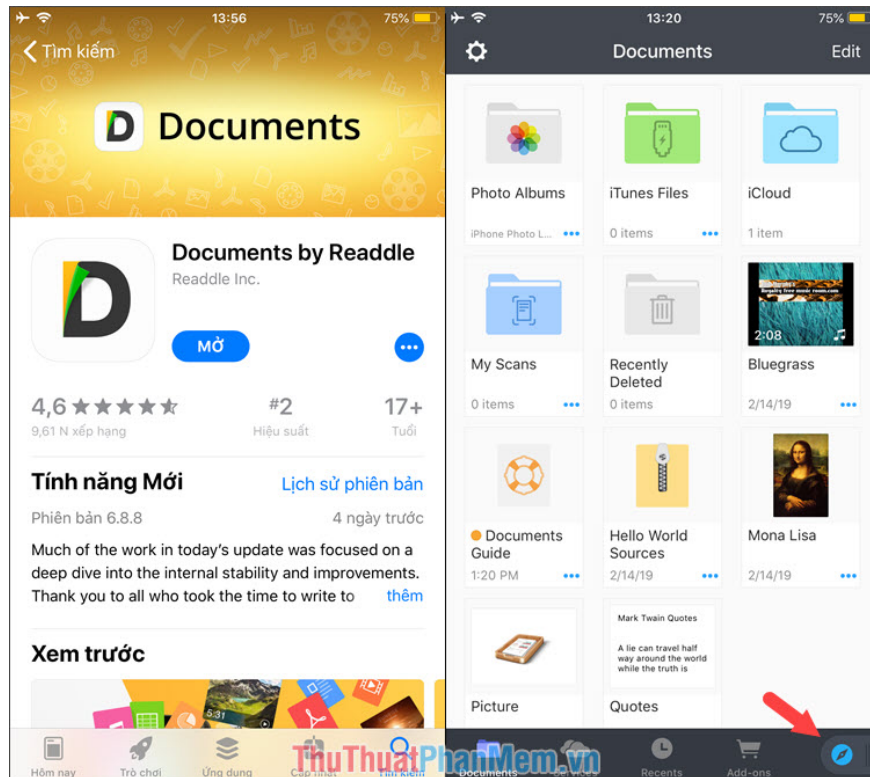 13:56
75%
Tìm kiếm
Documents
Documents by Readdle
Readdle Inc.
MỞ
4,6
#2
17+
9,61 N xếp hạng
Hiệu suất
Tuổi
Tính năng Mới
Lịch sử phiên bản
Phiên bản 6.8.8
4 ngày trước
Much of the work in today's update was focused on a
deep dive into the internal stability and improvements.
Thank you to all who took the time to write to
thêm
Xem trước
5:31
Hôm nay
Trò chơi
Ứng dụng
Cập nhật
Tìm kiếm
13:20
75%
Documents
Edit
Photo Albums
iTunes Files
iCloud
iPhone Photo L...
0 items
1 item
2:08
My Scans
Recently
Deleted
Bluegrass
0 items
0 items
2/14/19
Documents
Guide
Hello World
Sources
Mona Lisa
1:20 PM
2/14/19
2/14/19
Mark Twain Quotes
A lie can travel half
way around the world
while the truth is
Picture
Quotes
Documents
Services
Recents
Add-ons
ThuThuatPhanMem.vn